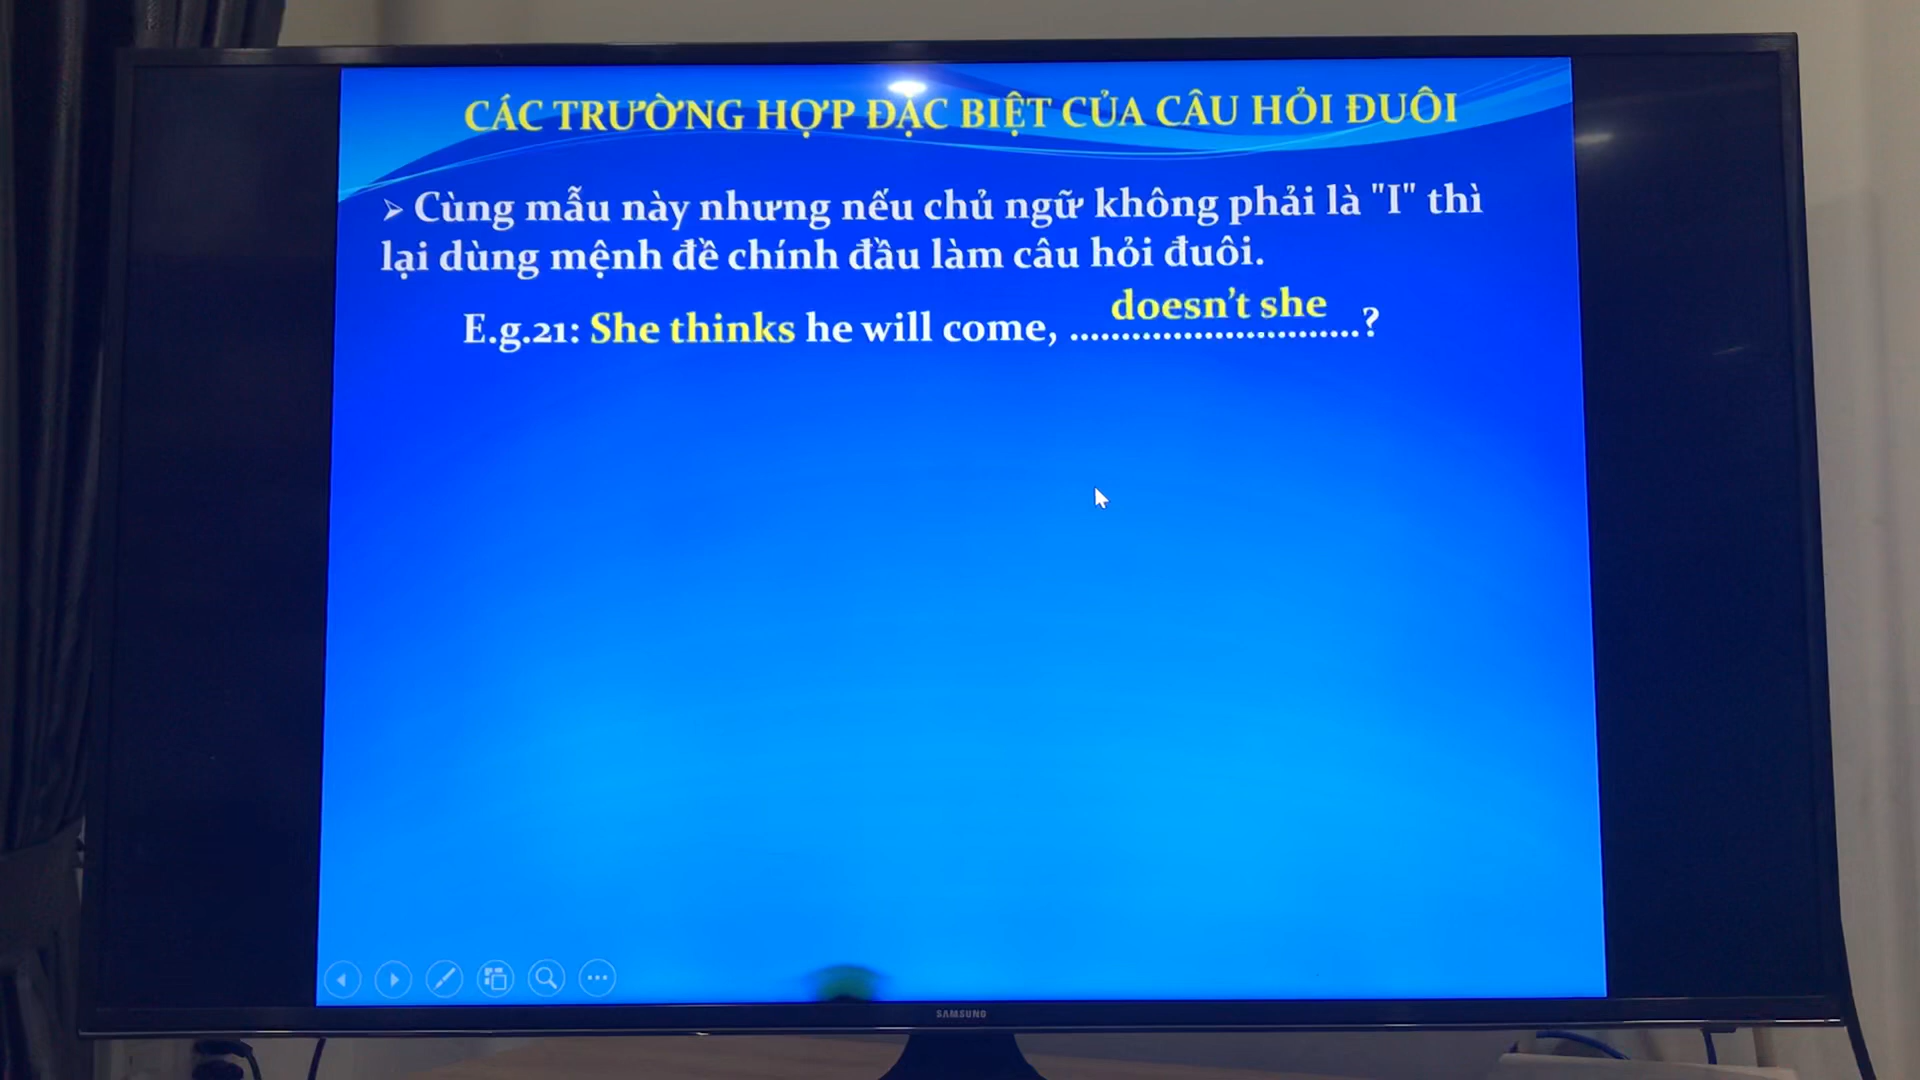 CÁC TRƯỜNG HỢP ĐẶC BIỆT CỦA CÂU HỎI ĐUÔI
➢ Cùng mẫu này nhưng nếu chủ ngữ không phải là "I" thì
lại dùng mệnh đề chính đầu làm câu hỏi đuôi.
E.g.21: She thinks he will come, ............................?
doesn't she
SAMSUNG